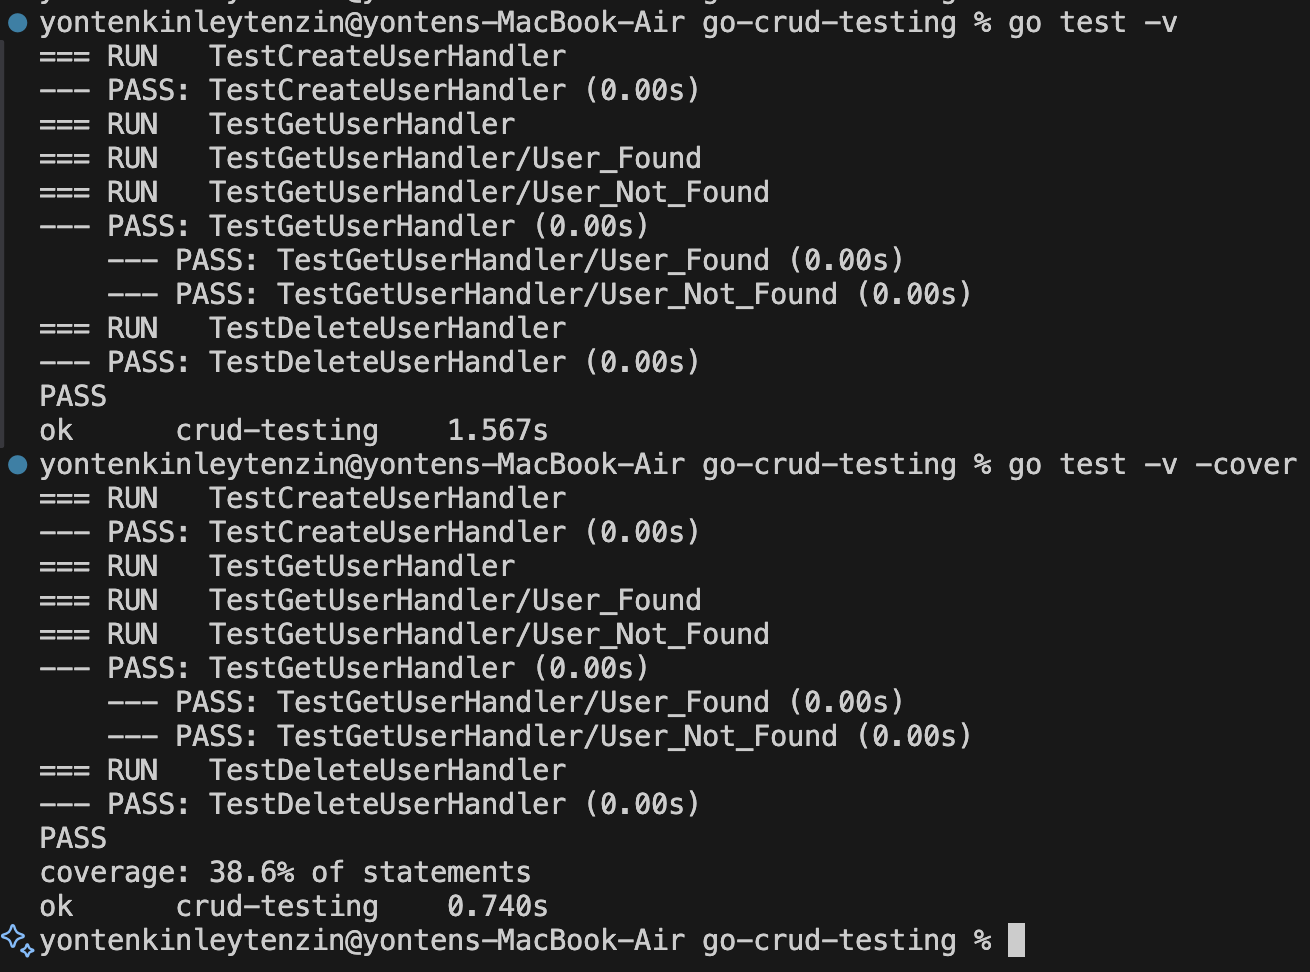 yontenkinleytenzin@yontens-MacBook-Air go-crud-testing % go test -v
=== RUN   TestCreateUserHandler
--- PASS: TestCreateUserHandler (0.00s)
=== RUN   TestGetUserHandler
=== RUN   TestGetUserHandler/User_Found
=== RUN   TestGetUserHandler/User_Not_Found
--- PASS: TestGetUserHandler (0.00s)
    --- PASS: TestGetUserHandler/User_Found (0.00s)
    --- PASS: TestGetUserHandler/User_Not_Found (0.00s)
=== RUN   TestDeleteUserHandler
--- PASS: TestDeleteUserHandler (0.00s)
PASS
ok      crud-testing    1.567s
yontenkinleytenzin@yontens-MacBook-Air go-crud-testing % go test -v -cover
=== RUN   TestCreateUserHandler
--- PASS: TestCreateUserHandler (0.00s)
=== RUN   TestGetUserHandler
=== RUN   TestGetUserHandler/User_Found
=== RUN   TestGetUserHandler/User_Not_Found
--- PASS: TestGetUserHandler (0.00s)
    --- PASS: TestGetUserHandler/User_Found (0.00s)
    --- PASS: TestGetUserHandler/User_Not_Found (0.00s)
=== RUN   TestDeleteUserHandler
--- PASS: TestDeleteUserHandler (0.00s)
PASS
coverage: 38.6% of statements
ok      crud-testing    0.740s
yontenkinleytenzin@yontens-MacBook-Air go-crud-testing %